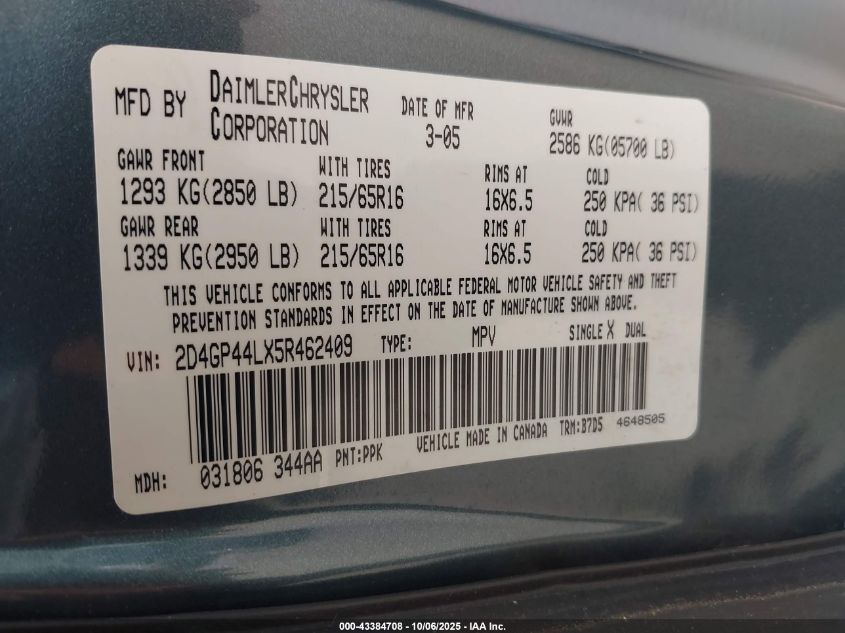 MFD BY DAIMLERCHRYSLER CORPORATION DATE OF MFR 3-05 GVWR 2586 KG(05700 LB)
GAWR FRONT WITH TIRES RIMS AT COLD
1293 KG(2850 LB) 215/65R16 16X6.5 250 KPA( 36 PSI)
GAWR REAR WITH TIRES RIMS AT COLD
1339 KG(2950 LB) 215/65R16 16X6.5 250 KPA( 36 PSI)
THIS VEHICLE CONFORMS TO ALL APPLICABLE FEDERAL MOTOR VEHICLE SAFETY AND THEFT
PREVENTION STANDARDS IN EFFECT ON THE DATE OF MANUFACTURE SHOWN ABOVE.
VIN: 2D4GP44LX5R462409 TYPE: MPV SINGLE X DUAL
MDH: 031806 344AA PNT:PPK VEHICLE MADE IN CANADA TRM:B7D5 4648505
000-43384708 - 10/06/2025 - IAA Inc.